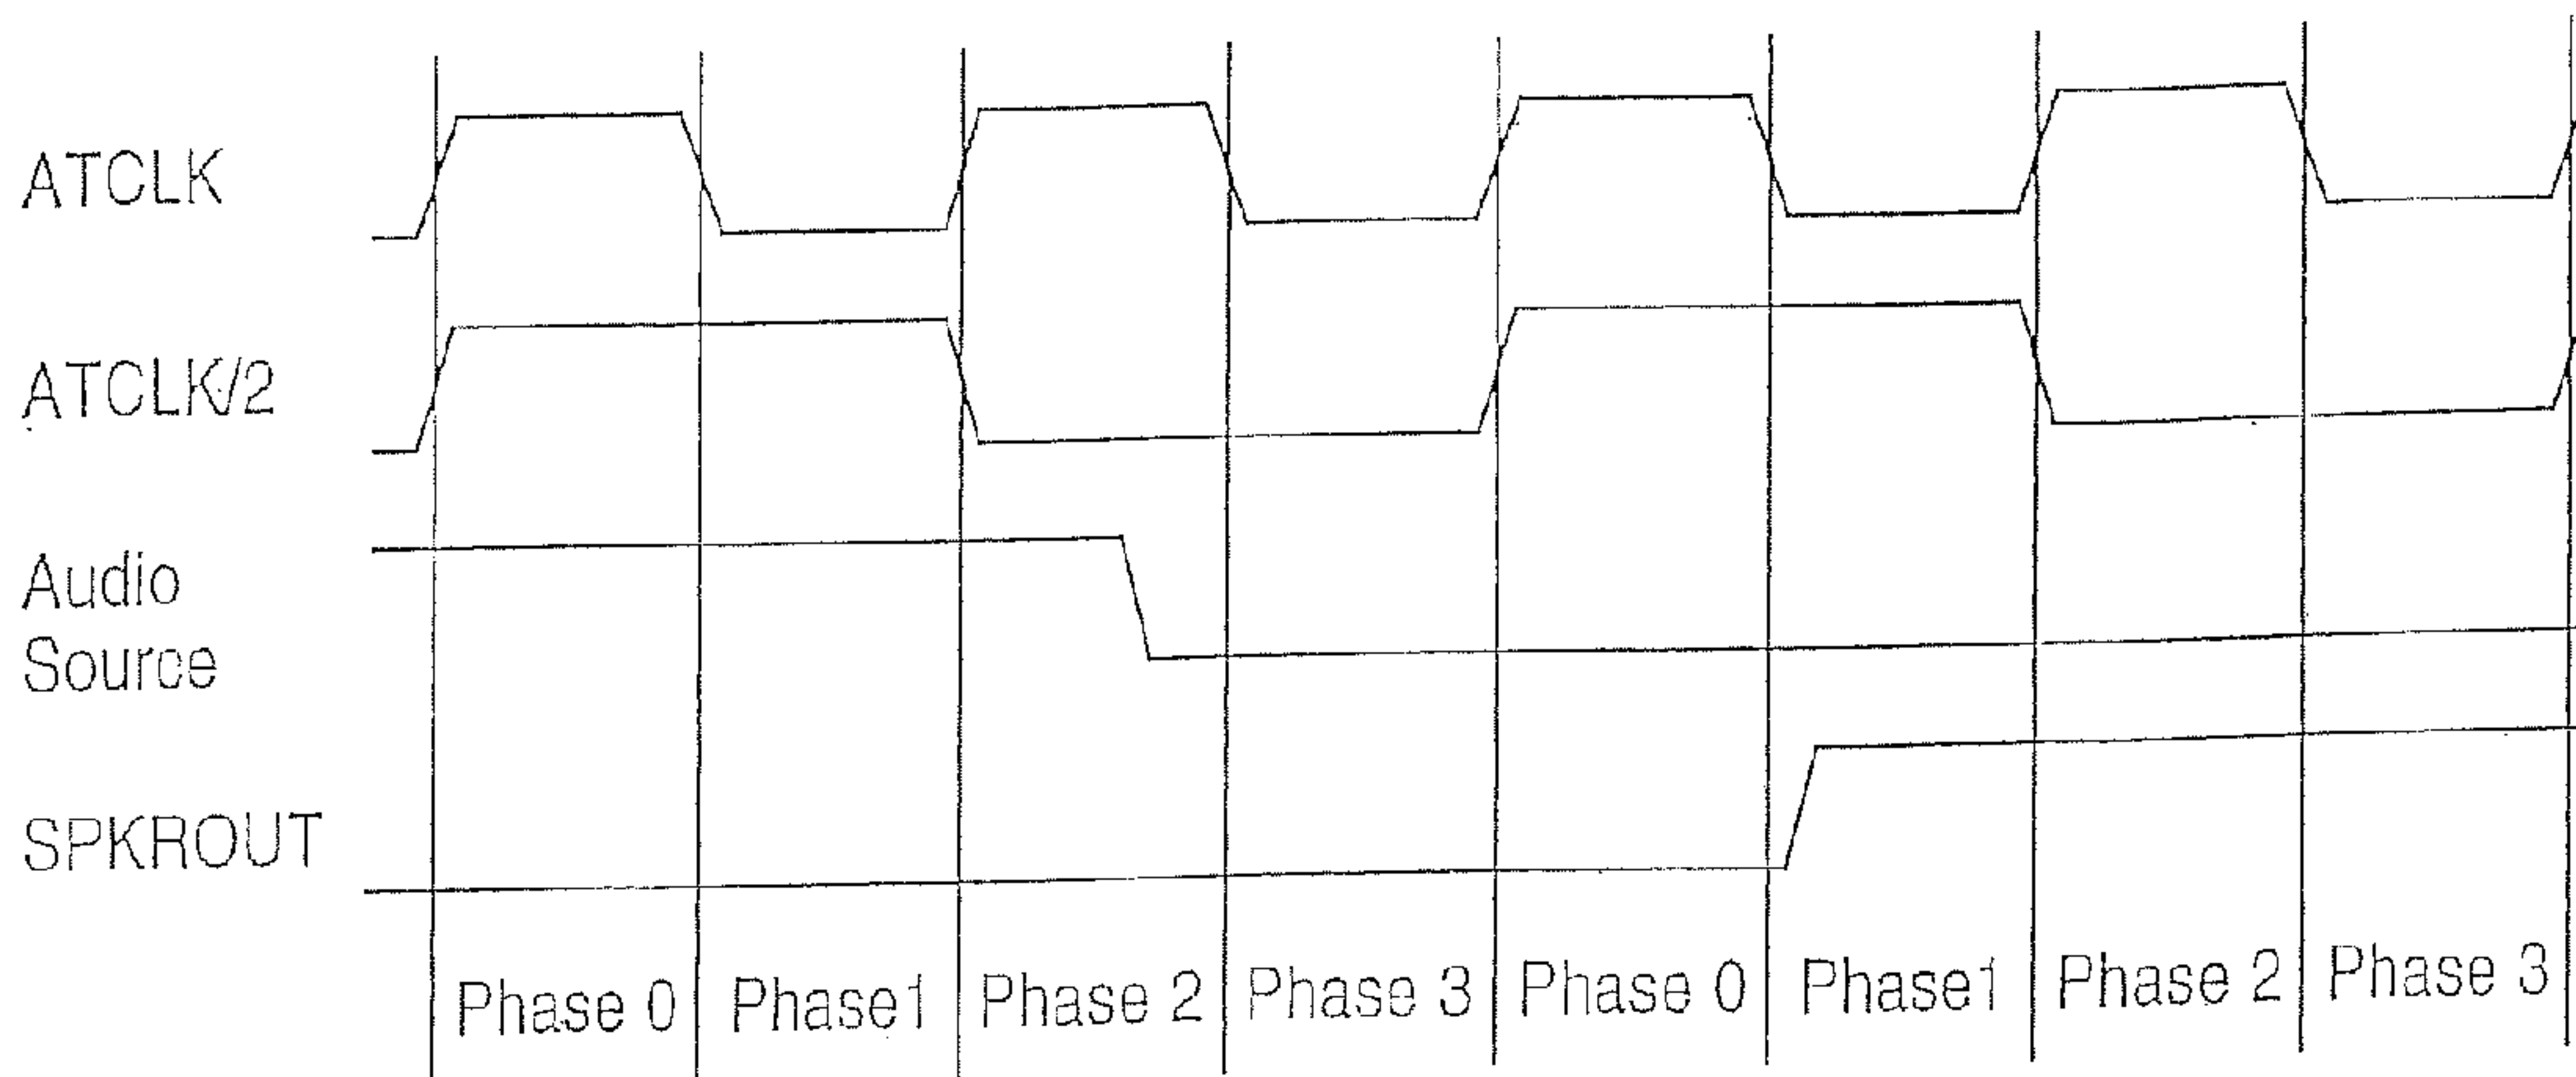 ATCLK
ATCLK/2
Audio
Source
SPKROUT
Phase 0 Phase1 Phase 2 Phase 3 Phase 0 Phase1 Phase 2 Phase 3